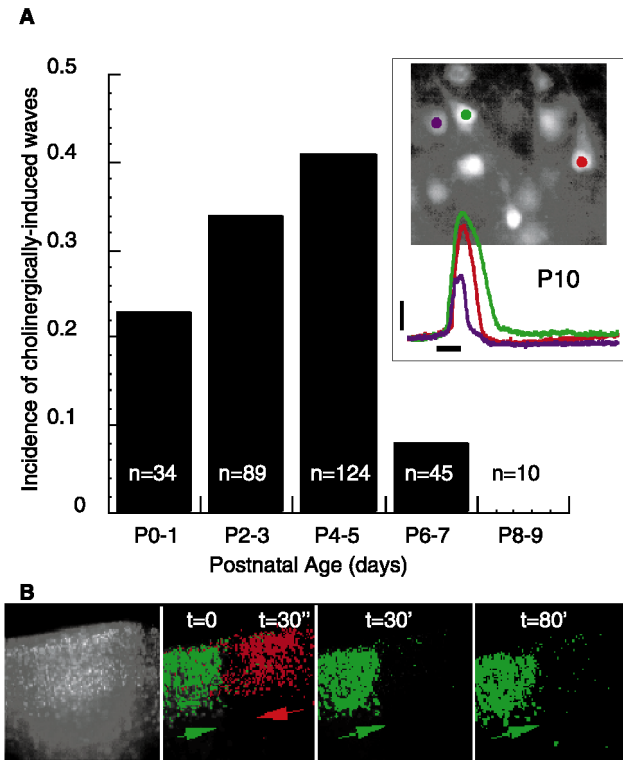 A
Incidence of cholinergically-induced waves
0.5
0.4
0.3
0.2
0.1
0
n=34
n=89
n=124
n=45
n=10
P0-1
P2-3
P4-5
P6-7
P8-9
Postnatal Age (days)
P10
B
t=0
t=30"
t=30'
t=80'